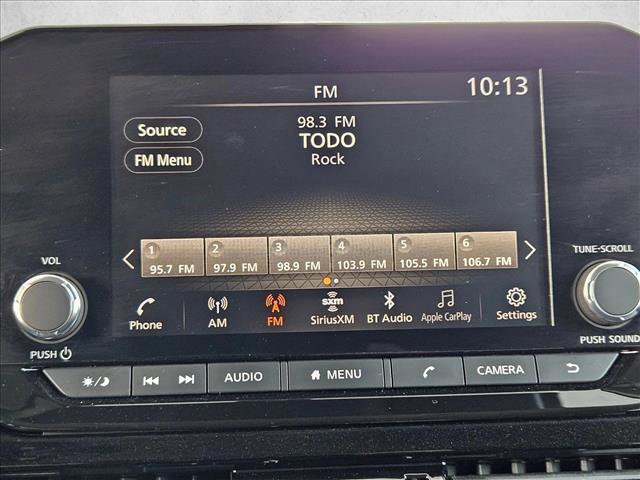 FM
10:13
Source
98.3 FM
TODO
FM Menu
Rock
1 2 3 4 5 6
95.7 FM 97.9 FM 98.9 FM 103.9 FM 105.5 FM 106.7 FM
VOL
TUNE·SCROLL
sxm
Phone AM FM SiriusXM BT Audio Apple CarPlay Settings
PUSH
PUSH SOUND
AUDIO MENU CAMERA